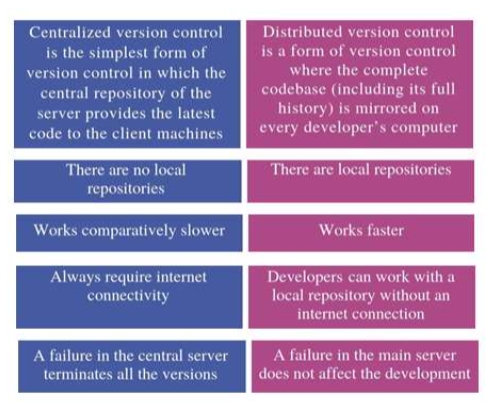 Centralized version control
is the simplest form of
version control in which the
central repository of the
server provides the latest
code to the client machines
Distributed version control
is a form of version control
where the complete
codebase (including its full
history) is mirrored on
every developer's computer
There are no local
repositories
There are local repositories
Works comparatively slower
Works faster
Always require internet
connectivity
Developers can work with a
local repository without an
internet connection
A failure in the central server
terminates all the versions
A failure in the main server
does not affect the development